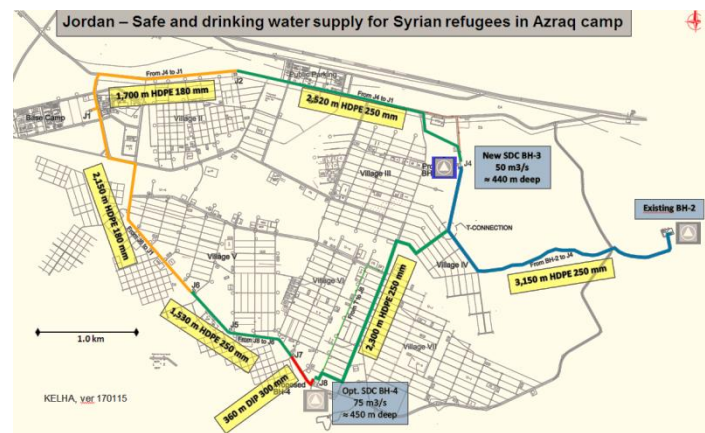 Jordan – Safe and drinking water supply for Syrian refugees in Azraq camp
From J4 to J1
J2
Public Parking
1,700 m HDPE 180 mm
From J4 to J1
2,520 m HDPE 250 mm
Base Camp
J1
Village II
Village III
J4
New SDC BH-3
50 m3/s
≈ 440 m deep
Existing BH-2
2,150 m HDPE 180 mm
T-CONNECTION
Village V
Village IV
From BH-2 to J4
3,150 m HDPE 250 mm
Village VI
J6
2,300 m HDPE 250 mm
1.0 km
1,530 m HDPE 250 mm
J5
Village VII
J7
360 m DIP 300 mm
J8
BH-4
Opt. SDC BH-4
75 m3/s
≈ 450 m deep
KELHA, ver 170115